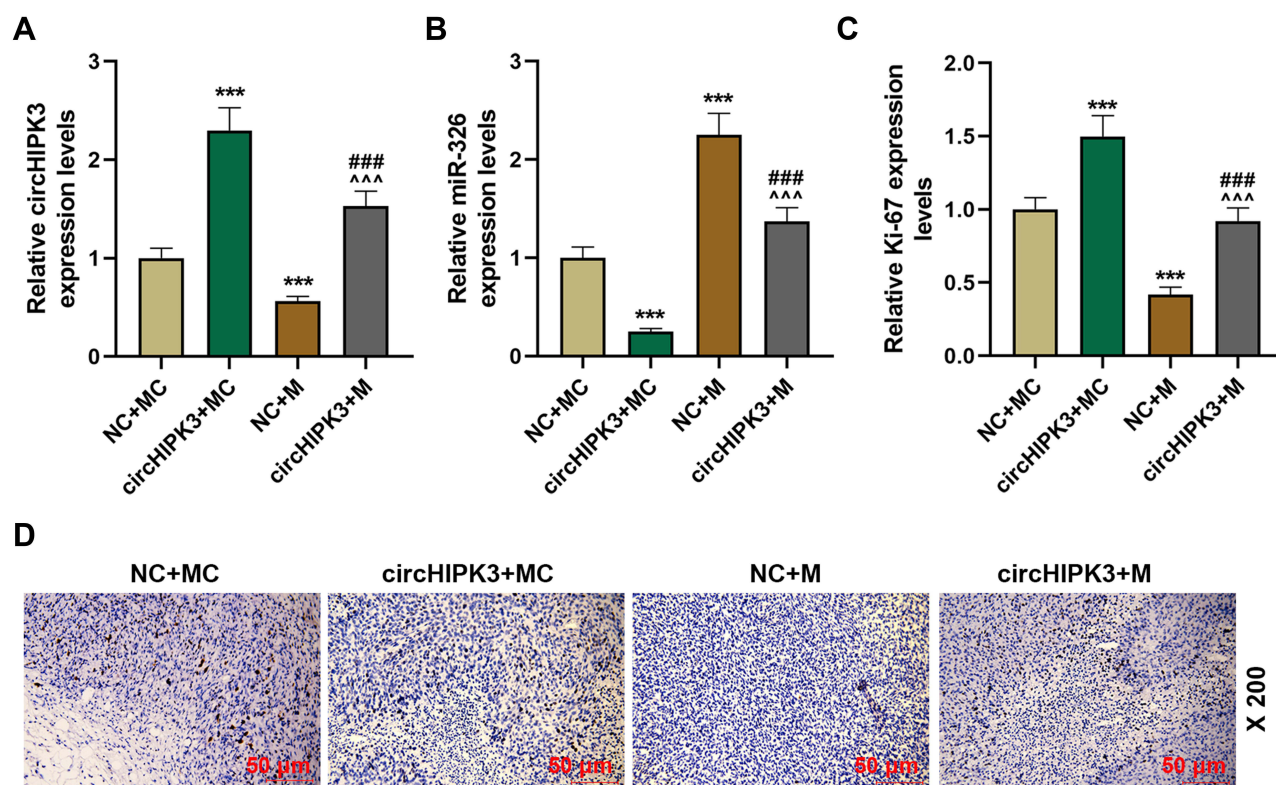 A
Relative circHIPK3
expression levels
3
2
1
0
***
***
###
^^^
NC+MC
circHIPK3+MC
NC+M
circHIPK3+M
B
Relative miR-326
expression levels
3
2
1
0
***
***
###
^^^
NC+MC
circHIPK3+MC
NC+M
circHIPK3+M
C
Relative Ki-67 expression
levels
2.0
1.5
1.0
0.5
0.0
***
***
###
^^^
NC+MC
circHIPK3+MC
NC+M
circHIPK3+M
D
NC+MC
circHIPK3+MC
NC+M
circHIPK3+M
50 μm
50 μm
50 μm
50 μm
X 200